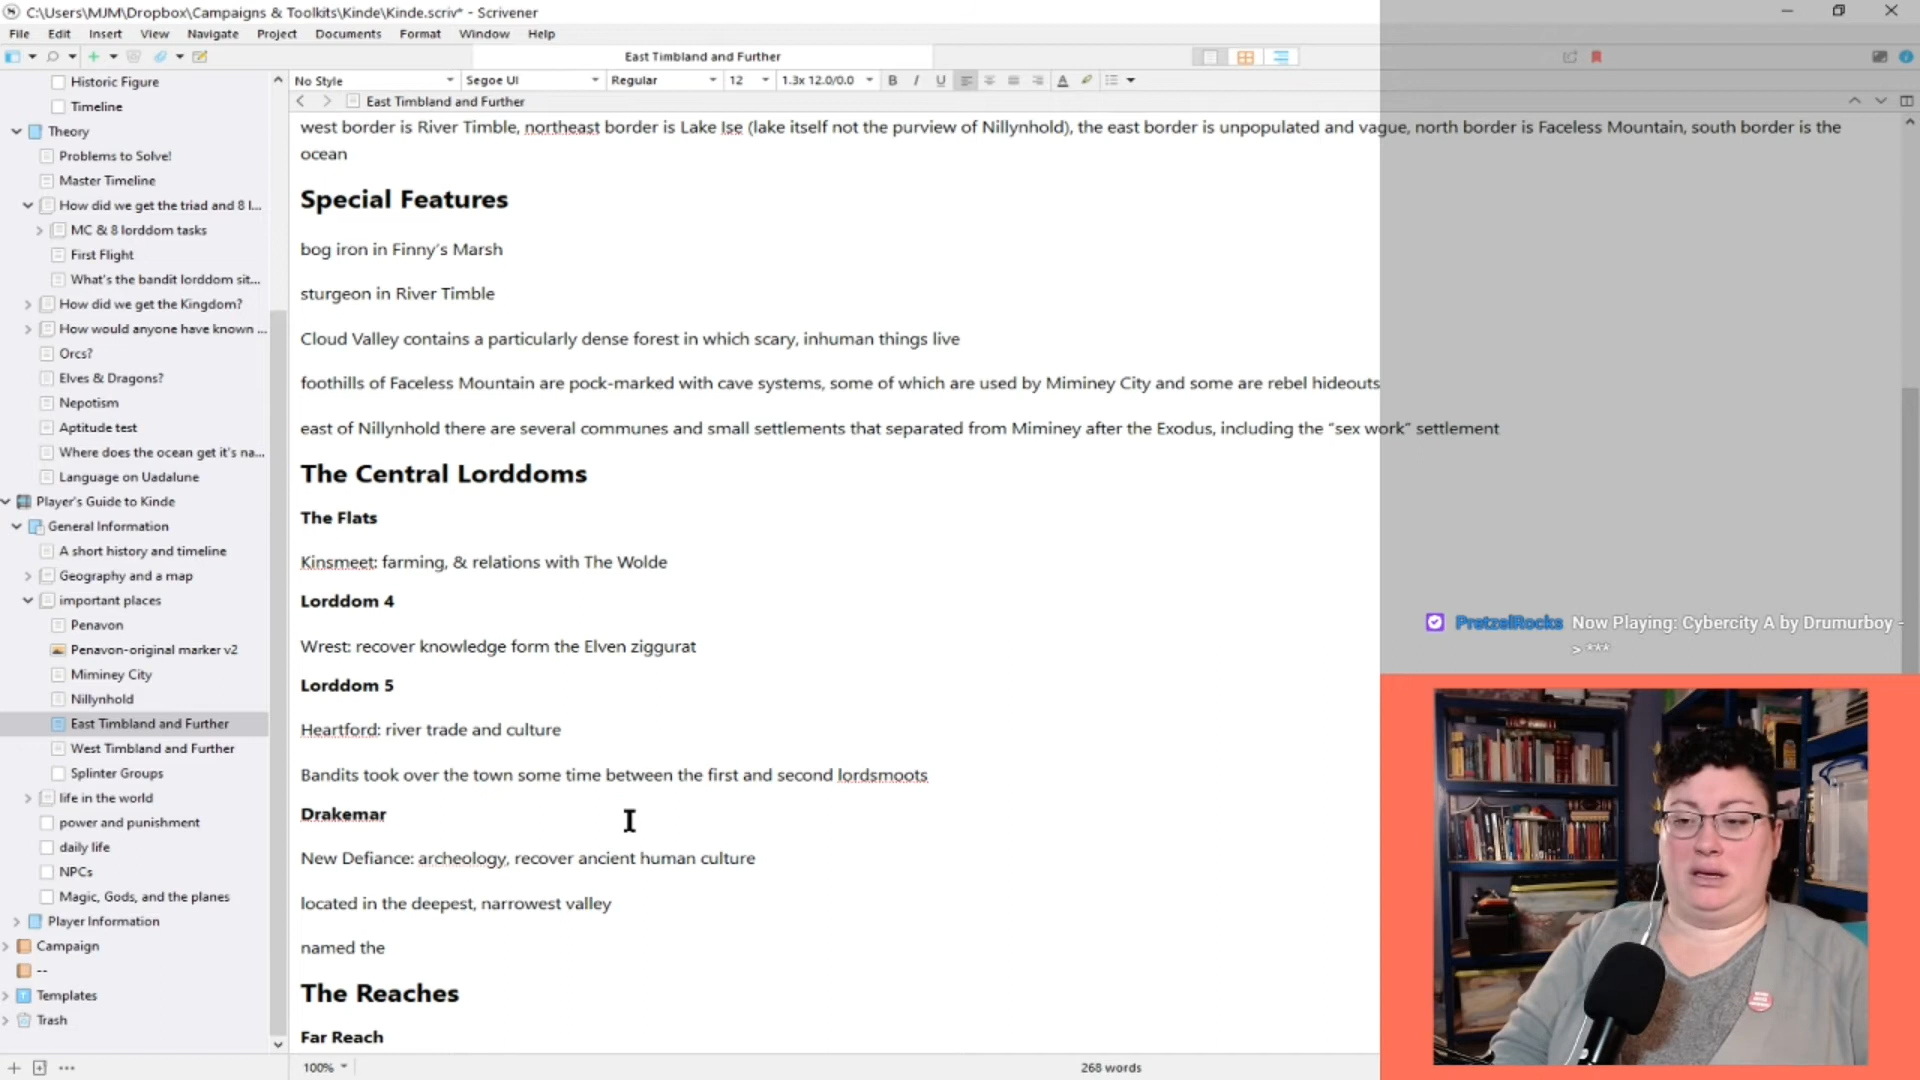 C:\Users\MJM\Dropbox\Campaigns & Toolkits\Kinde\Kinde.scriv* - Scrivener
File Edit Insert View Navigate Project Documents Format Window Help
East Timbland and Further
No Style Segoe UI Regular 12 1.3x 12.0/0.0 B I U A
East Timbland and Further
Historic Figure
Timeline
Theory
Problems to Solve!
Master Timeline
How did we get the triad and 8 l...
MC & 8 lorddom tasks
First Flight
What's the bandit lorddom sit...
How did we get the Kingdom?
How would anyone have known ...
Orcs?
Elves & Dragons?
Nepotism
Aptitude test
Where does the ocean get it's na...
Language on Uadalune
Player's Guide to Kinde
General Information
A short history and timeline
Geography and a map
important places
Penavon
Penavon-original marker v2
Miminey City
Nillynhold
East Timbland and Further
West Timbland and Further
Splinter Groups
life in the world
power and punishment
daily life
NPCs
Magic, Gods, and the planes
Player Information
Campaign
--
Templates
Trash
west border is River Timble, northeast border is Lake Ise (lake itself not the purview of Nillynhold), the east border is unpopulated and vague, north border is Faceless Mountain, south border is the
ocean
Special Features
bog iron in Finny's Marsh
sturgeon in River Timble
Cloud Valley contains a particularly dense forest in which scary, inhuman things live
foothills of Faceless Mountain are pock-marked with cave systems, some of which are used by Miminey City and some are rebel hideouts
east of Nillynhold there are several communes and small settlements that separated from Miminey after the Exodus, including the "sex work" settlement
The Central Lorddoms
The Flats
Kinsmeet: farming, & relations with The Wolde
Lorddom 4
Wrest: recover knowledge form the Elven ziggurat
Lorddom 5
Heartford: river trade and culture
Bandits took over the town some time between the first and second lordsmoots
Drakemar
New Defiance: archeology, recover ancient human culture
located in the deepest, narrowest valley
named the
The Reaches
Far Reach
100%
268 words
PretzelRocks Now Playing: Cybercity A by Drumurboy -
> ***